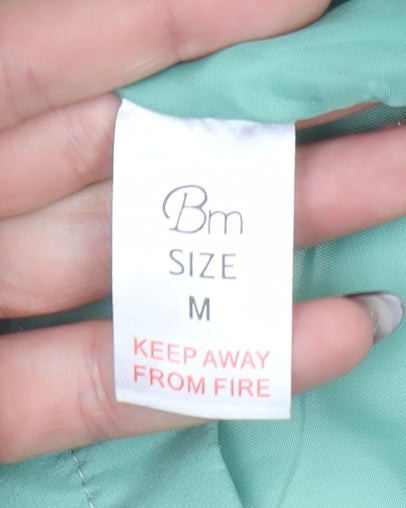 Bm
SIZE
M
KEEP AWAY
FROM FIRE